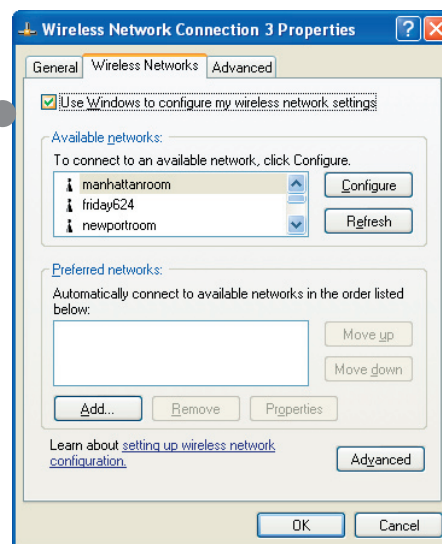 Wireless Network Connection 3 Properties
General Wireless Networks Advanced
Use Windows to configure my wireless network settings
Available networks:
To connect to an available network, click Configure.
manhattanroom
friday624
newportroom
Configure
Refresh
Preferred networks:
Automatically connect to available networks in the order listed
below:
Move up
Move down
Add... Remove Properties
Learn about setting up wireless network
configuration.
Advanced
OK Cancel